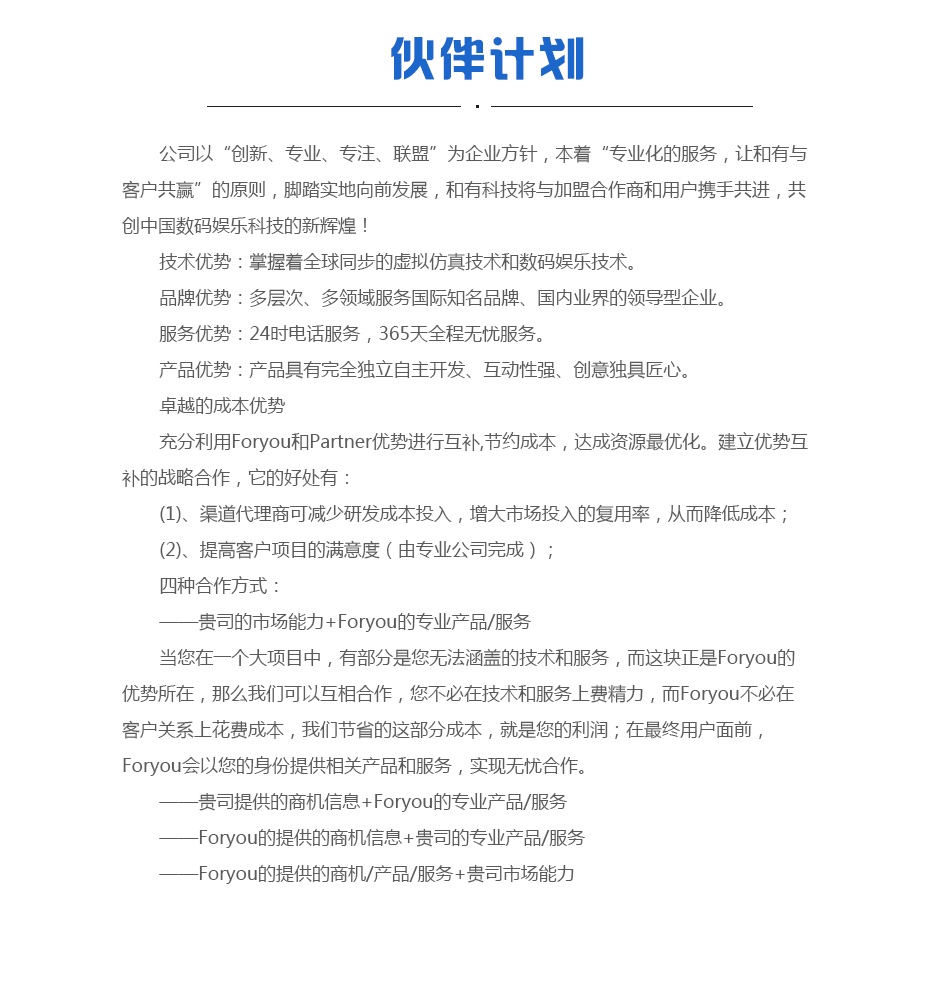 伙伴计划
公司以“创新、专业、专注、联盟”为企业方针，本着“专业化的服务，让和有与
客户共赢”的原则，脚踏实地向前发展，和有科技将与加盟合作商和用户携手共进，共
创中国数码娱乐科技的新辉煌！
技术优势：掌握着全球同步的虚拟仿真技术和数码娱乐技术。
品牌优势：多层次、多领域服务国际知名品牌、国内业界的领导型企业。
服务优势：24时电话服务，365天全程无忧服务。
产品优势：产品具有完全独立自主开发、互动性强、创意独具匠心。
卓越的成本优势
充分利用Foryou和Partner优势进行互补,节约成本，达成资源最优化。建立优势互
补的战略合作，它的好处有：
(1)、渠道代理商可减少研发成本投入，增大市场投入的复用率，从而降低成本；
(2)、提高客户项目的满意度（由专业公司完成）；
四种合作方式：
——贵司的市场能力+Foryou的专业产品/服务
当您在一个大项目中，有部分是您无法涵盖的技术和服务，而这块正是Foryou的
优势所在，那么我们可以互相合作，您不必在技术和服务上费精力，而Foryou不必在
客户关系上花费成本，我们节省的这部分成本，就是您的利润；在最终用户面前，
Foryou会以您的身份提供相关产品和服务，实现无忧合作。
——贵司提供的商机信息+Foryou的专业产品/服务
——Foryou的提供的商机信息+贵司的专业产品/服务
——Foryou的提供的商机/产品/服务+贵司市场能力